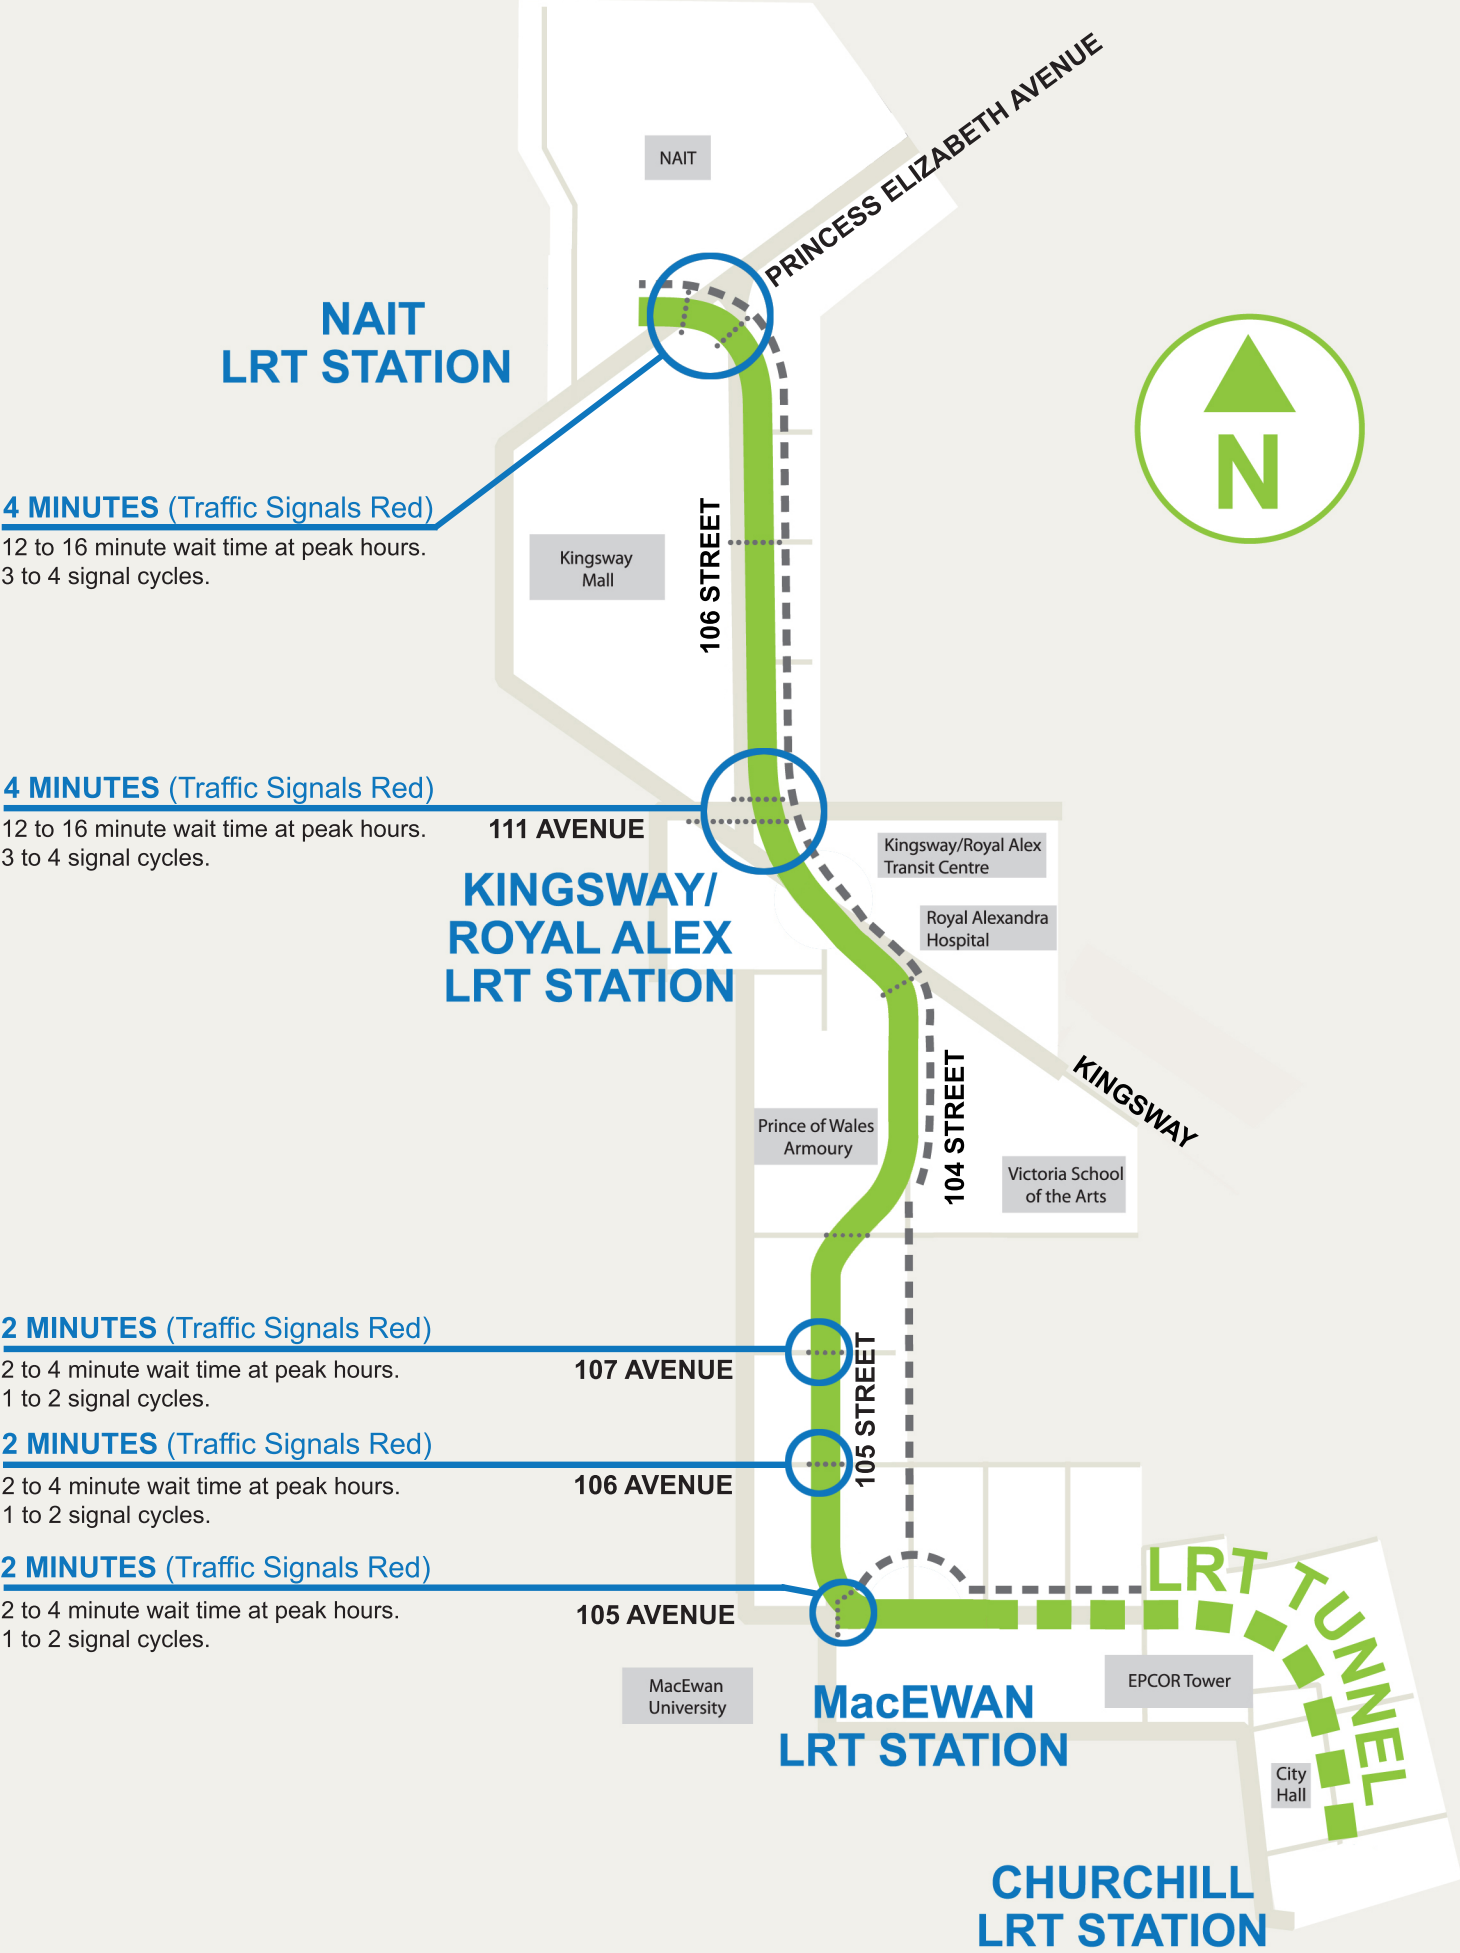 PRINCESS ELIZABETH AVENUE
NAIT
NAIT
LRT STATION
N
4 MINUTES (Traffic Signals Red)
12 to 16 minute wait time at peak hours.
3 to 4 signal cycles.
106 STREET
Kingsway
Mall
4 MINUTES (Traffic Signals Red)
12 to 16 minute wait time at peak hours.
3 to 4 signal cycles.
111 AVENUE
Kingsway/Royal Alex
Transit Centre
KINGSWAY/
ROYAL ALEX
LRT STATION
Royal Alexandra
Hospital
KINGSWAY
104 STREET
Prince of Wales
Armoury
Victoria School
of the Arts
2 MINUTES (Traffic Signals Red)
2 to 4 minute wait time at peak hours.
1 to 2 signal cycles.
107 AVENUE
105 STREET
2 MINUTES (Traffic Signals Red)
2 to 4 minute wait time at peak hours.
1 to 2 signal cycles.
106 AVENUE
2 MINUTES (Traffic Signals Red)
2 to 4 minute wait time at peak hours.
1 to 2 signal cycles.
105 AVENUE
LRT TUNNEL
MacEwan
University
MacEWAN
LRT STATION
EPCOR Tower
City
Hall
CHURCHILL
LRT STATION